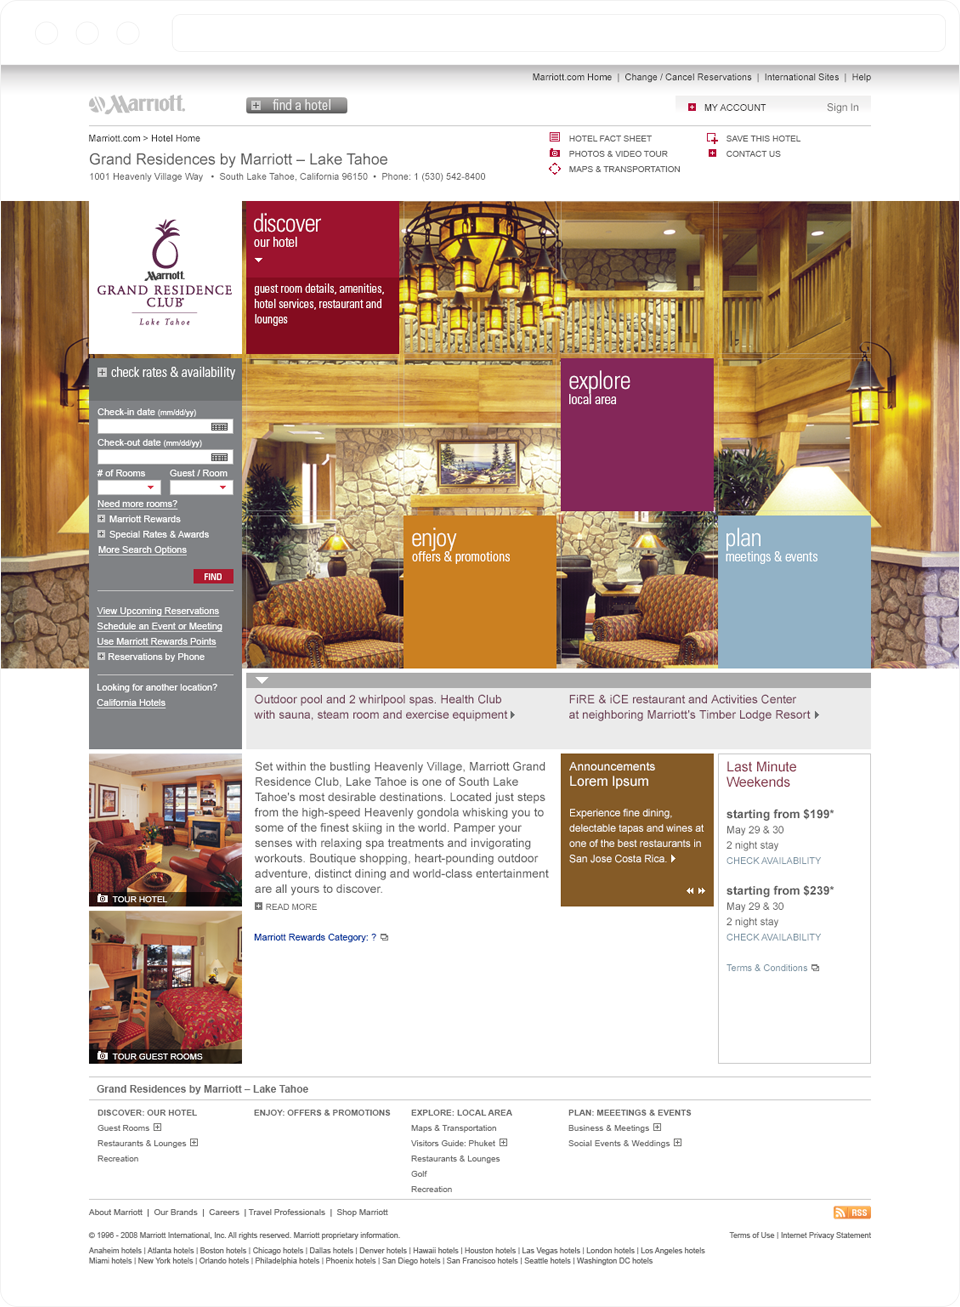 Marriott.com Home | Change / Cancel Reservations | International Sites | Help
Marriott.
find a hotel
MY ACCOUNT
Sign In
Marriott.com > Hotel Home
Grand Residences by Marriott – Lake Tahoe
1001 Heavenly Village Way • South Lake Tahoe, California 96150 • Phone: 1 (530) 542-8400
HOTEL FACT SHEET
PHOTOS & VIDEO TOUR
MAPS & TRANSPORTATION
SAVE THIS HOTEL
CONTACT US
Marriott.
GRAND RESIDENCE
CLUB®
Lake Tahoe
discover
our hotel
guest room details, amenities,
hotel services, restaurant and
lounges
explore
local area
enjoy
offers & promotions
plan
meetings & events
check rates & availability
Check-in date (mm/dd/yy)
Check-out date (mm/dd/yy)
# of Rooms
Guest / Room
Need more rooms?
Marriott Rewards
Special Rates & Awards
More Search Options
FIND
View Upcoming Reservations
Schedule an Event or Meeting
Use Marriott Rewards Points
Reservations by Phone
Looking for another location?
California Hotels
Outdoor pool and 2 whirlpool spas. Health Club
with sauna, steam room and exercise equipment
FiRE & iCE restaurant and Activities Center
at neighboring Marriott's Timber Lodge Resort
TOUR HOTEL
TOUR GUEST ROOMS
Set within the bustling Heavenly Village, Marriott Grand
Residence Club, Lake Tahoe is one of South Lake
Tahoe's most desirable destinations. Located just steps
from the high-speed Heavenly gondola whisking you to
some of the finest skiing in the world. Pamper your
senses with relaxing spa treatments and invigorating
workouts. Boutique shopping, heart-pounding outdoor
adventure, distinct dining and world-class entertainment
are all yours to discover.
READ MORE
Marriott Rewards Category: ?
Announcements
Lorem Ipsum
Experience fine dining,
delectable tapas and wines at
one of the best restaurants in
San Jose Costa Rica.
Last Minute
Weekends
starting from $199*
May 29 & 30
2 night stay
CHECK AVAILABILITY
starting from $239*
May 29 & 30
2 night stay
CHECK AVAILABILITY
Terms & Conditions
Grand Residences by Marriott – Lake Tahoe
DISCOVER: OUR HOTEL
Guest Rooms
Restaurants & Lounges
Recreation
ENJOY: OFFERS & PROMOTIONS
EXPLORE: LOCAL AREA
Maps & Transportation
Visitors Guide: Phuket
Restaurants & Lounges
Golf
Recreation
PLAN: MEEETINGS & EVENTS
Business & Meetings
Social Events & Weddings
About Marriott | Our Brands | Careers | Travel Professionals | Shop Marriott
RSS
© 1996 - 2008 Marriott International, Inc. All rights reserved. Marriott proprietary information.
Terms of Use | Internet Privacy Statement
Anaheim hotels | Atlanta hotels | Boston hotels | Chicago hotels | Dallas hotels | Denver hotels | Hawaii hotels | Houston hotels | Las Vegas hotels | London hotels | Los Angeles hotels
Miami hotels | New York hotels | Orlando hotels | Philadelphia hotels | Phoenix hotels | San Diego hotels | San Francisco hotels | Seattle hotels | Washington DC hotels